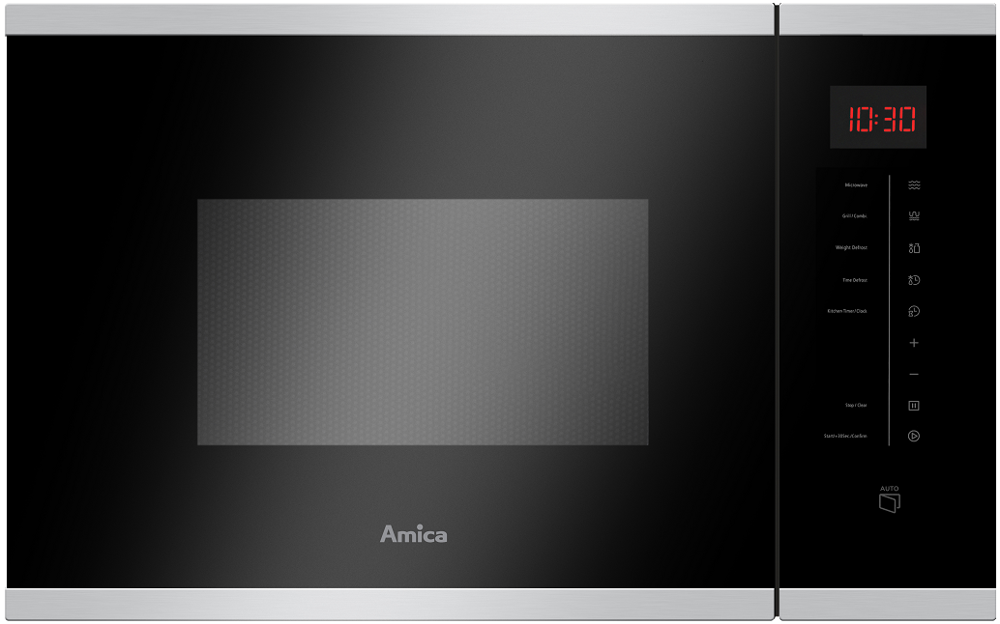 10:30
Microwave
Grill/Combi.
Weight Defrost
Time Defrost
Kitchen Timer/Clock
+
−
Stop/Clear
Start/+30Sec./Confirm
AUTO
Amica